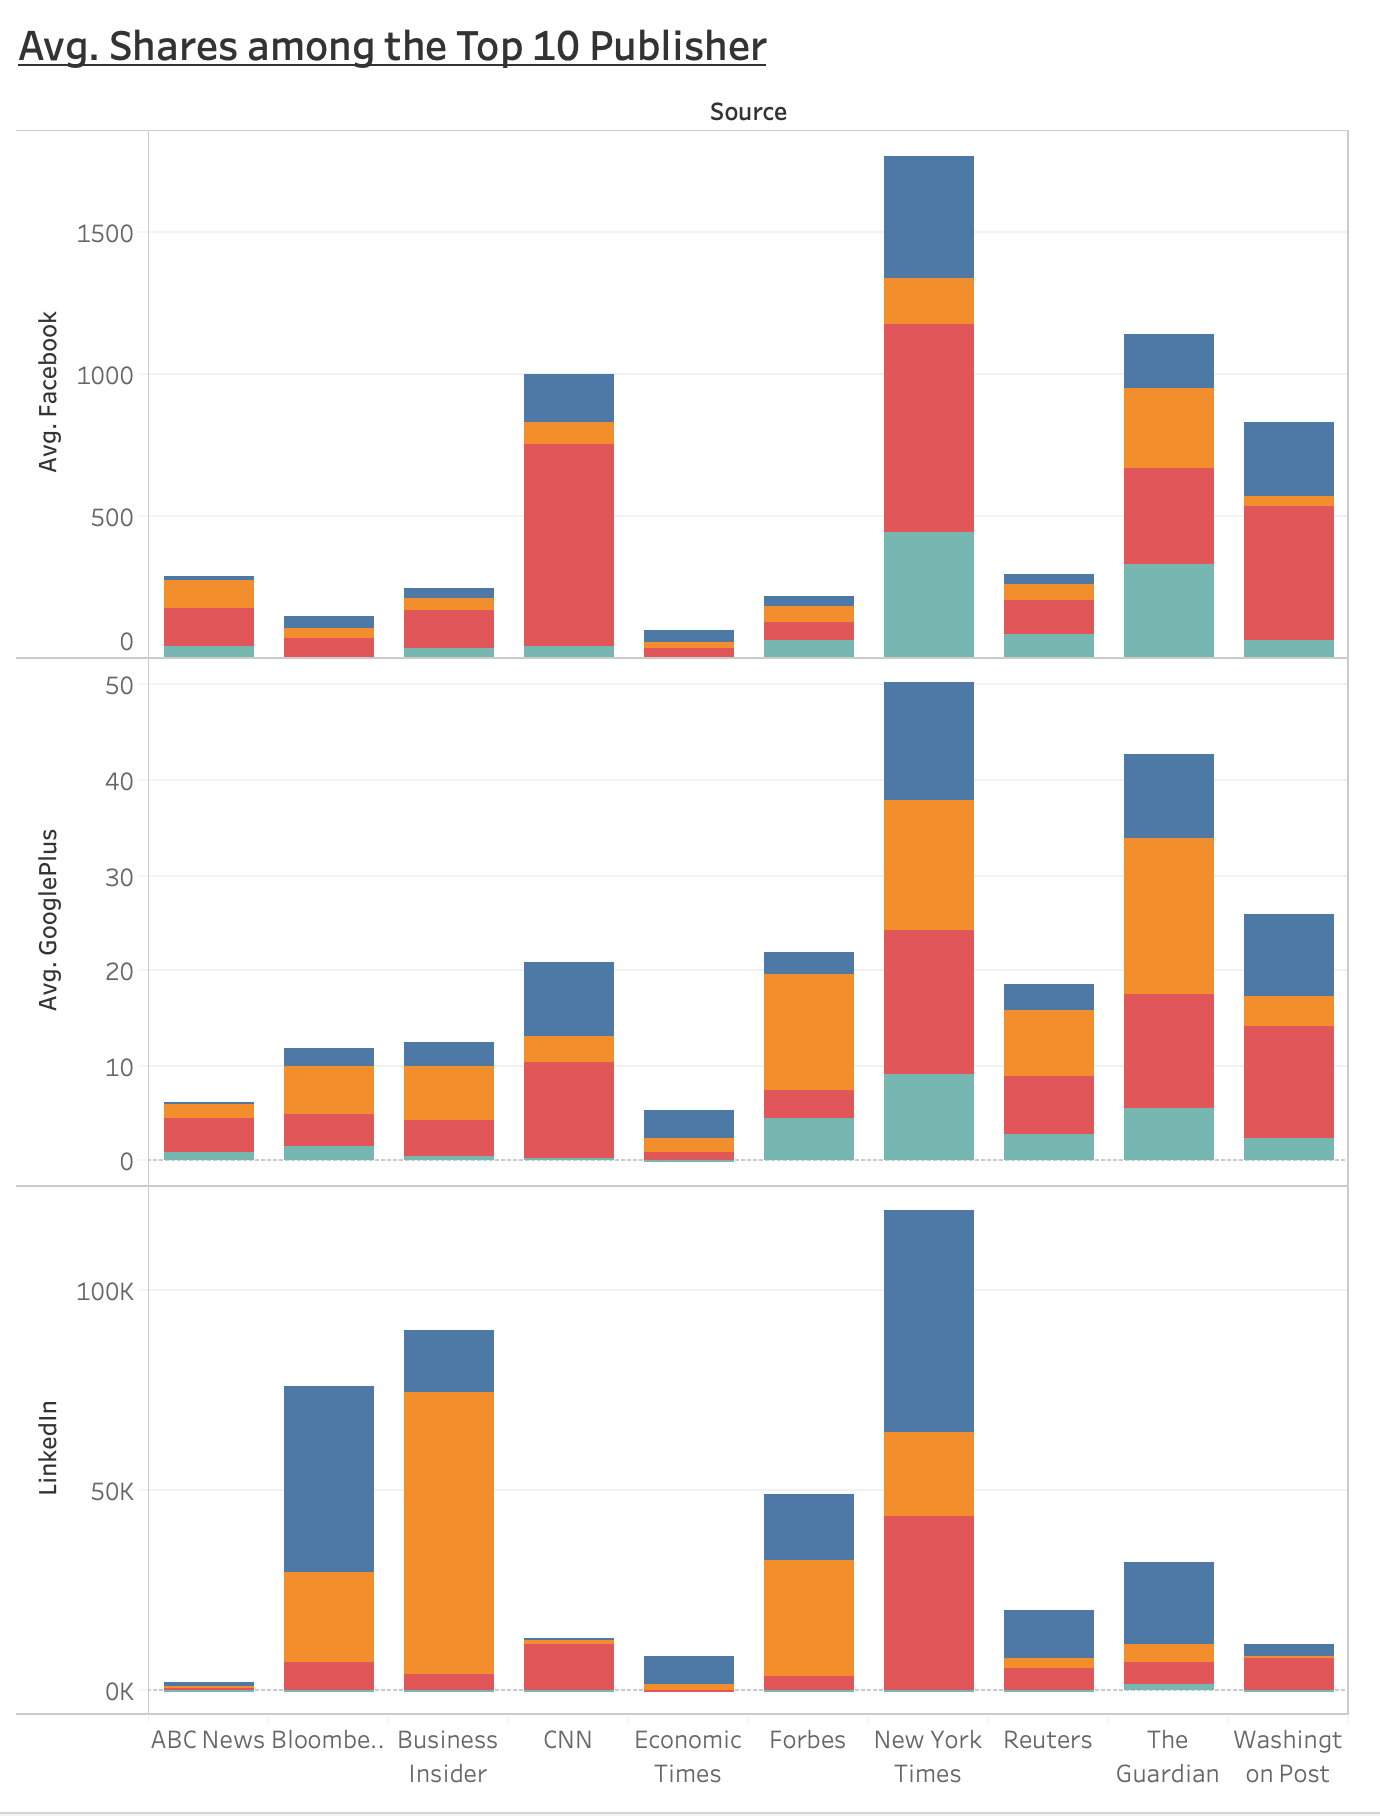 Avg. Shares among the Top 10 Publisher
Source
Avg. Facebook
1500
1000
500
0
Avg. GooglePlus
50
40
30
20
10
0
LinkedIn
100K
50K
0K
ABC News Bloombe.. Business CNN Economic Forbes New York Reuters The Washingt
Insider Times Times Guardian on Post